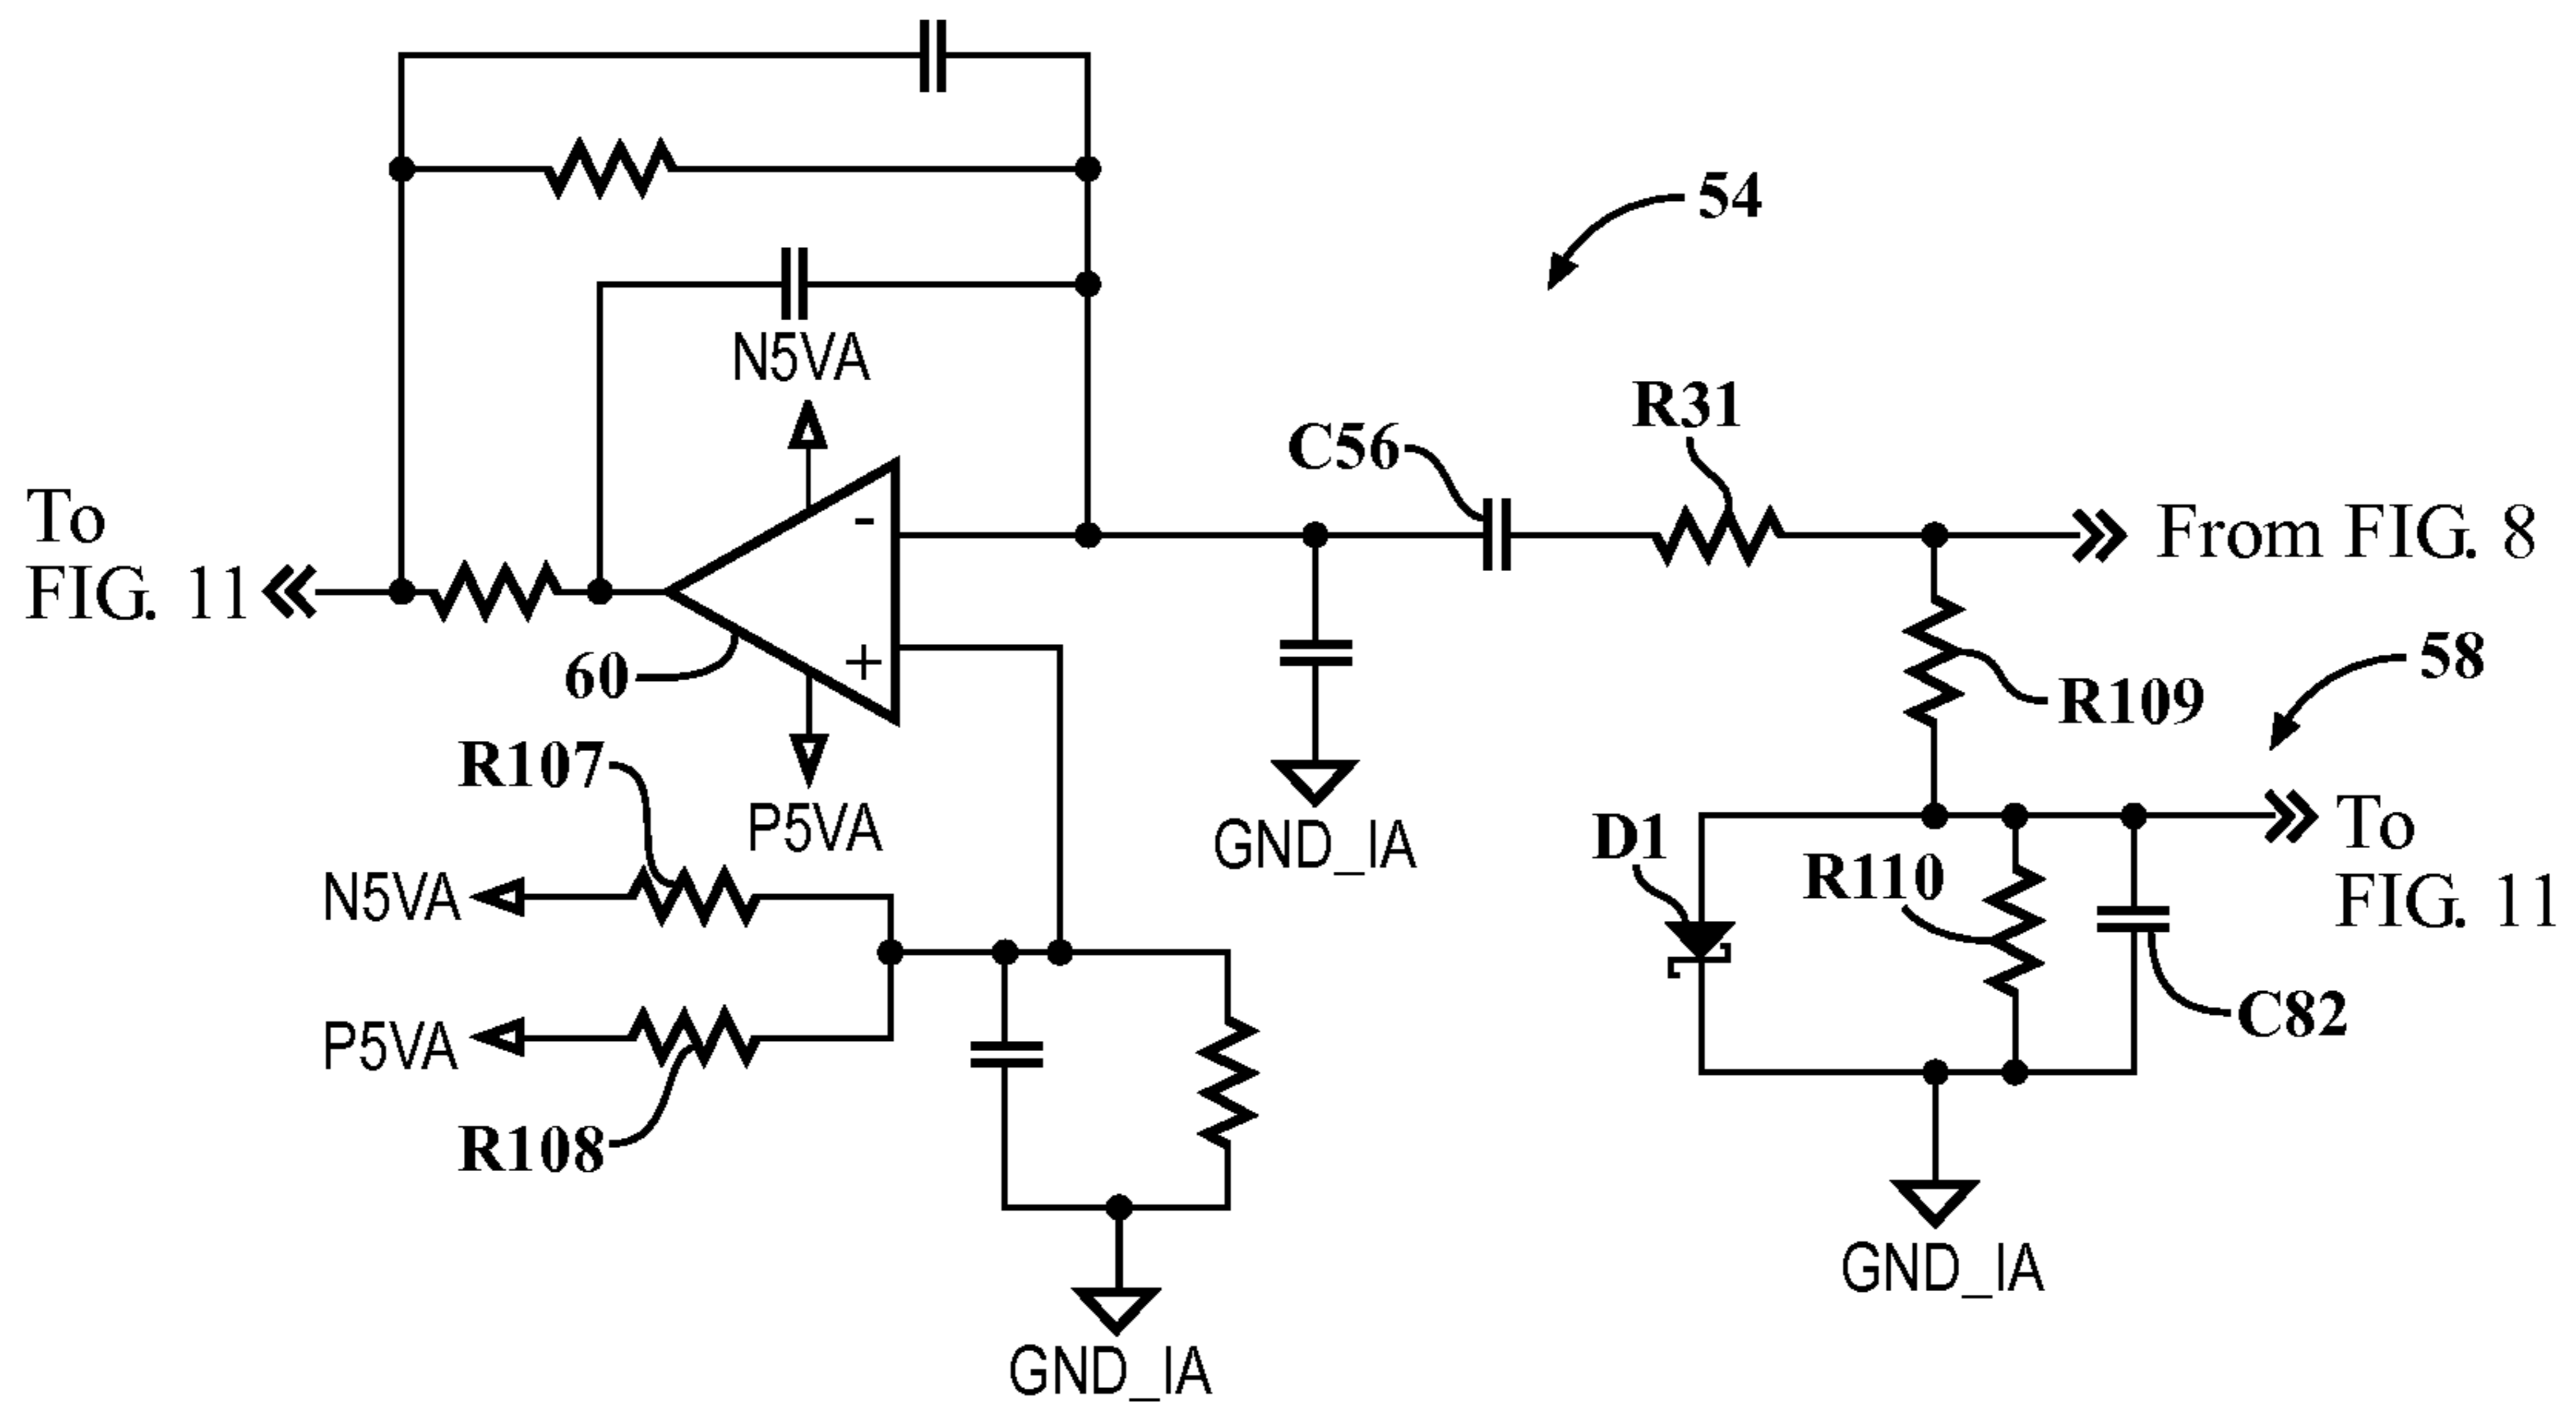 54
N5VA
R31
C56
To
FIG. 11
From FIG. 8
-
+
60
58
R109
R107
P5VA
GND_IA
D1
R110
To
FIG. 11
N5VA
P5VA
C82
R108
GND_IA
GND_IA